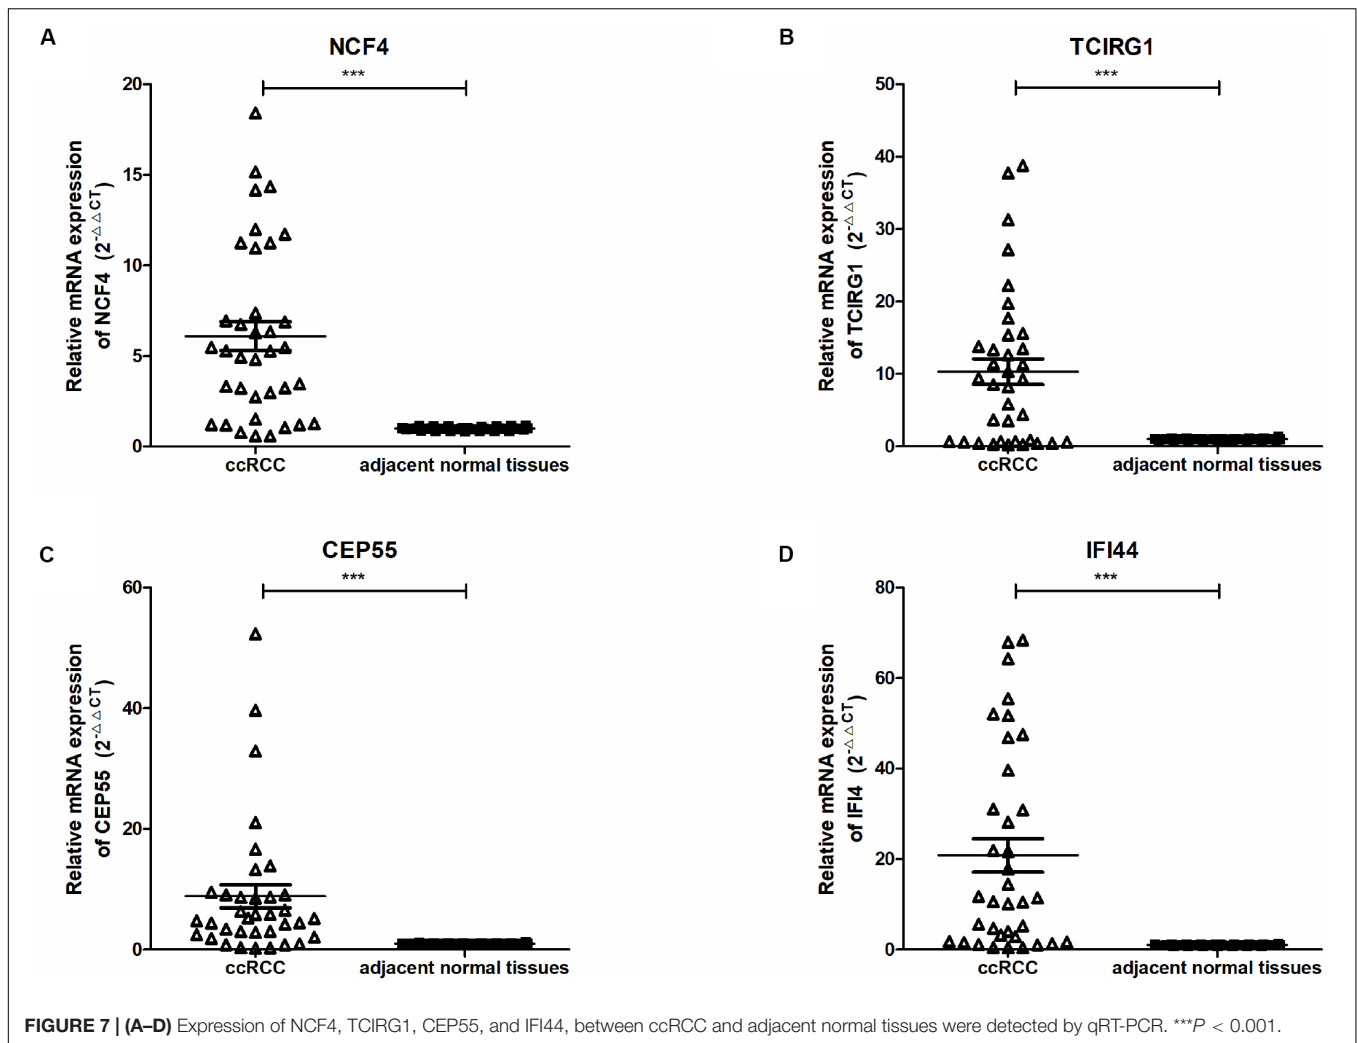 A
NCF4
***
20
15
10
5
0
Relative mRNA expression
of NCF4 (2-△△CT)
ccRCC
adjacent normal tissues
B
TCIRG1
***
50
40
30
20
10
0
Relative mRNA expression
of TCIRG1 (2-△△CT)
ccRCC
adjacent normal tissues
C
CEP55
***
60
40
20
0
Relative mRNA expression
of CEP55 (2-△△CT)
ccRCC
adjacent normal tissues
D
IFI44
***
80
60
40
20
0
Relative mRNA expression
of IFI4 (2-△△CT)
ccRCC
adjacent normal tissues
FIGURE 7 | (A–D) Expression of NCF4, TCIRG1, CEP55, and IFI44, between ccRCC and adjacent normal tissues were detected by qRT-PCR. ***P < 0.001.